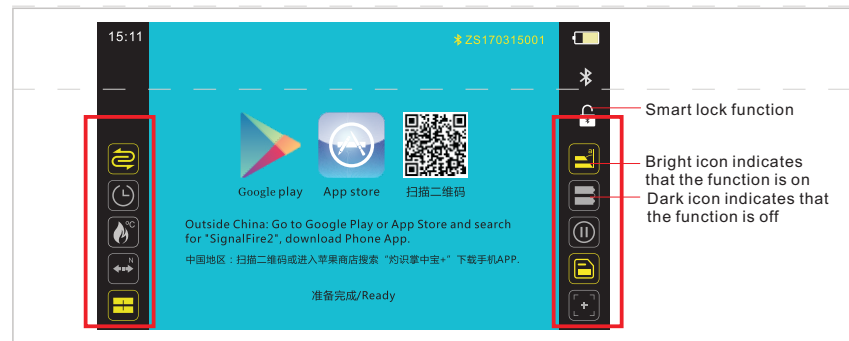 15:11
ZS170315001
Smart lock function
a
Bright icon indicates
that the function is on
Dark icon indicates that
the function is off
°C
N
Google play
App store
扫描二维码
Outside China: Go to Google Play or App Store and search
for "SignalFire2", download Phone App.
中国地区：扫描二维码或进入苹果商店搜索“灼识掌中宝+”下载手机APP.
准备完成/Ready